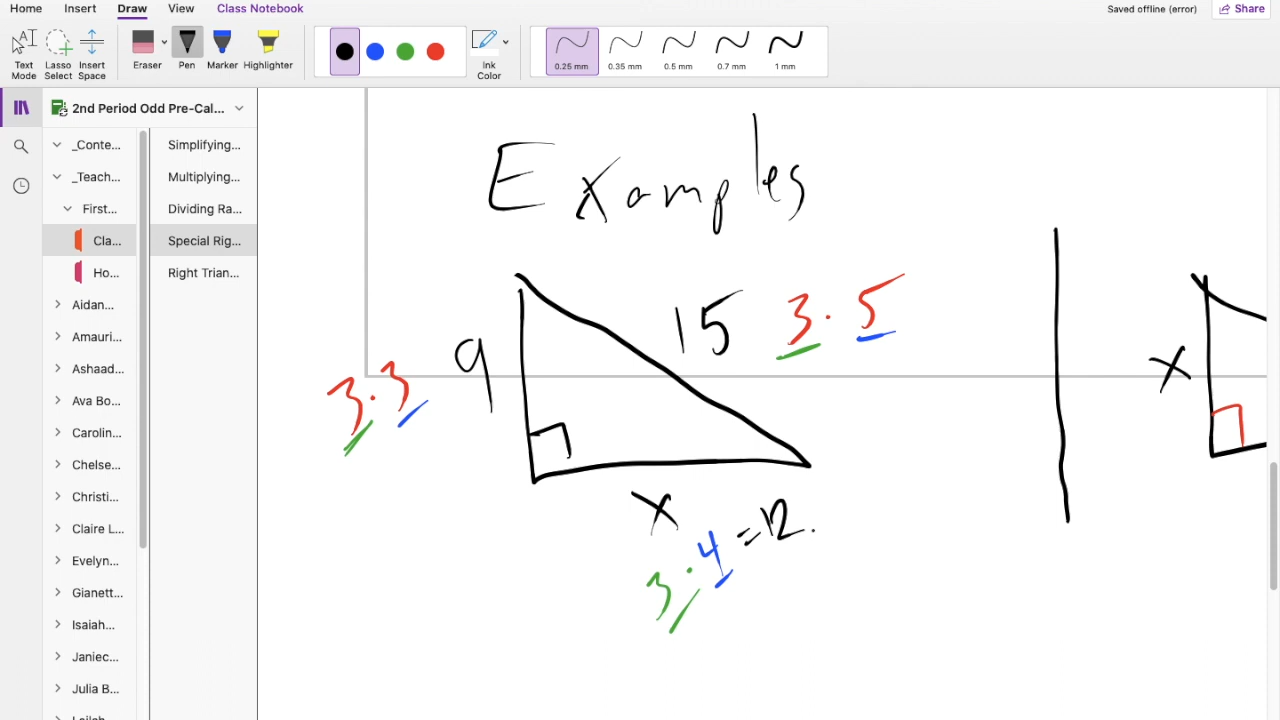 Home Insert Draw View Class Notebook Saved offline (error) Share
Text Mode Lasso Select Insert Space Eraser Pen Marker Highlighter Ink Color 0.25 mm 0.35 mm 0.5 mm 0.7 mm 1 mm
2nd Period Odd Pre-Cal...
_Conte...
_Teach...
First...
Cla...
Ho...
Aidan...
Amauri...
Ashaad...
Ava Bo...
Carolin...
Chelse...
Christi...
Claire L...
Evelyn...
Gianett...
Isaiah...
Janiec...
Julia B...
Simplifying...
Multiplying...
Dividing Ra...
Special Rig...
Right Trian...
Examples
15 3·5
9
3·3
x
x
3·4 =12.